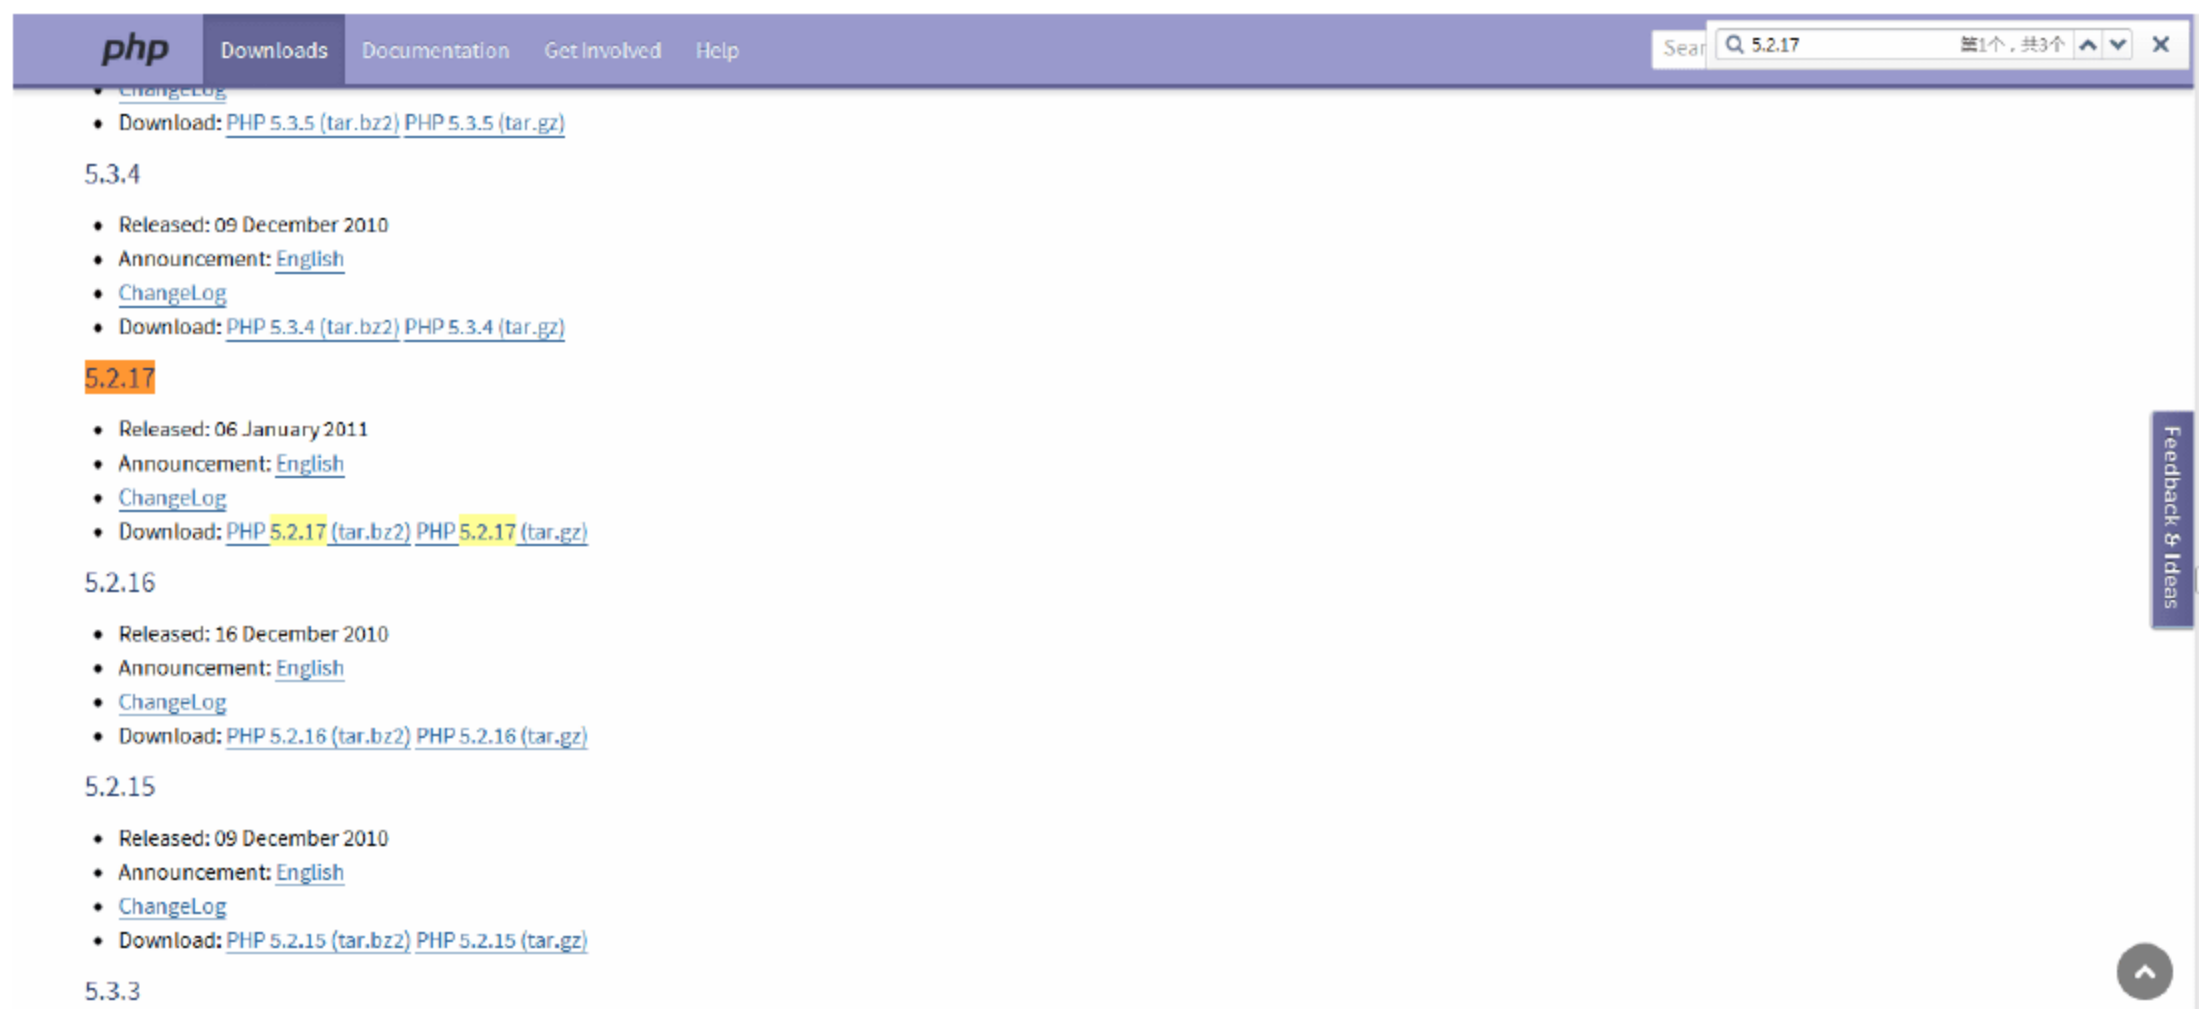 php Downloads Documentation Get Involved Help Sear 5.2.17 第1个，共3个
ChangeLog
Download: PHP 5.3.5 (tar.bz2) PHP 5.3.5 (tar.gz)
5.3.4
Released: 09 December 2010
Announcement: English
ChangeLog
Download: PHP 5.3.4 (tar.bz2) PHP 5.3.4 (tar.gz)
5.2.17
Released: 06 January 2011
Announcement: English
ChangeLog
Download: PHP 5.2.17 (tar.bz2) PHP 5.2.17 (tar.gz)
5.2.16
Released: 16 December 2010
Announcement: English
ChangeLog
Download: PHP 5.2.16 (tar.bz2) PHP 5.2.16 (tar.gz)
5.2.15
Released: 09 December 2010
Announcement: English
ChangeLog
Download: PHP 5.2.15 (tar.bz2) PHP 5.2.15 (tar.gz)
5.3.3
Feedback & Ideas